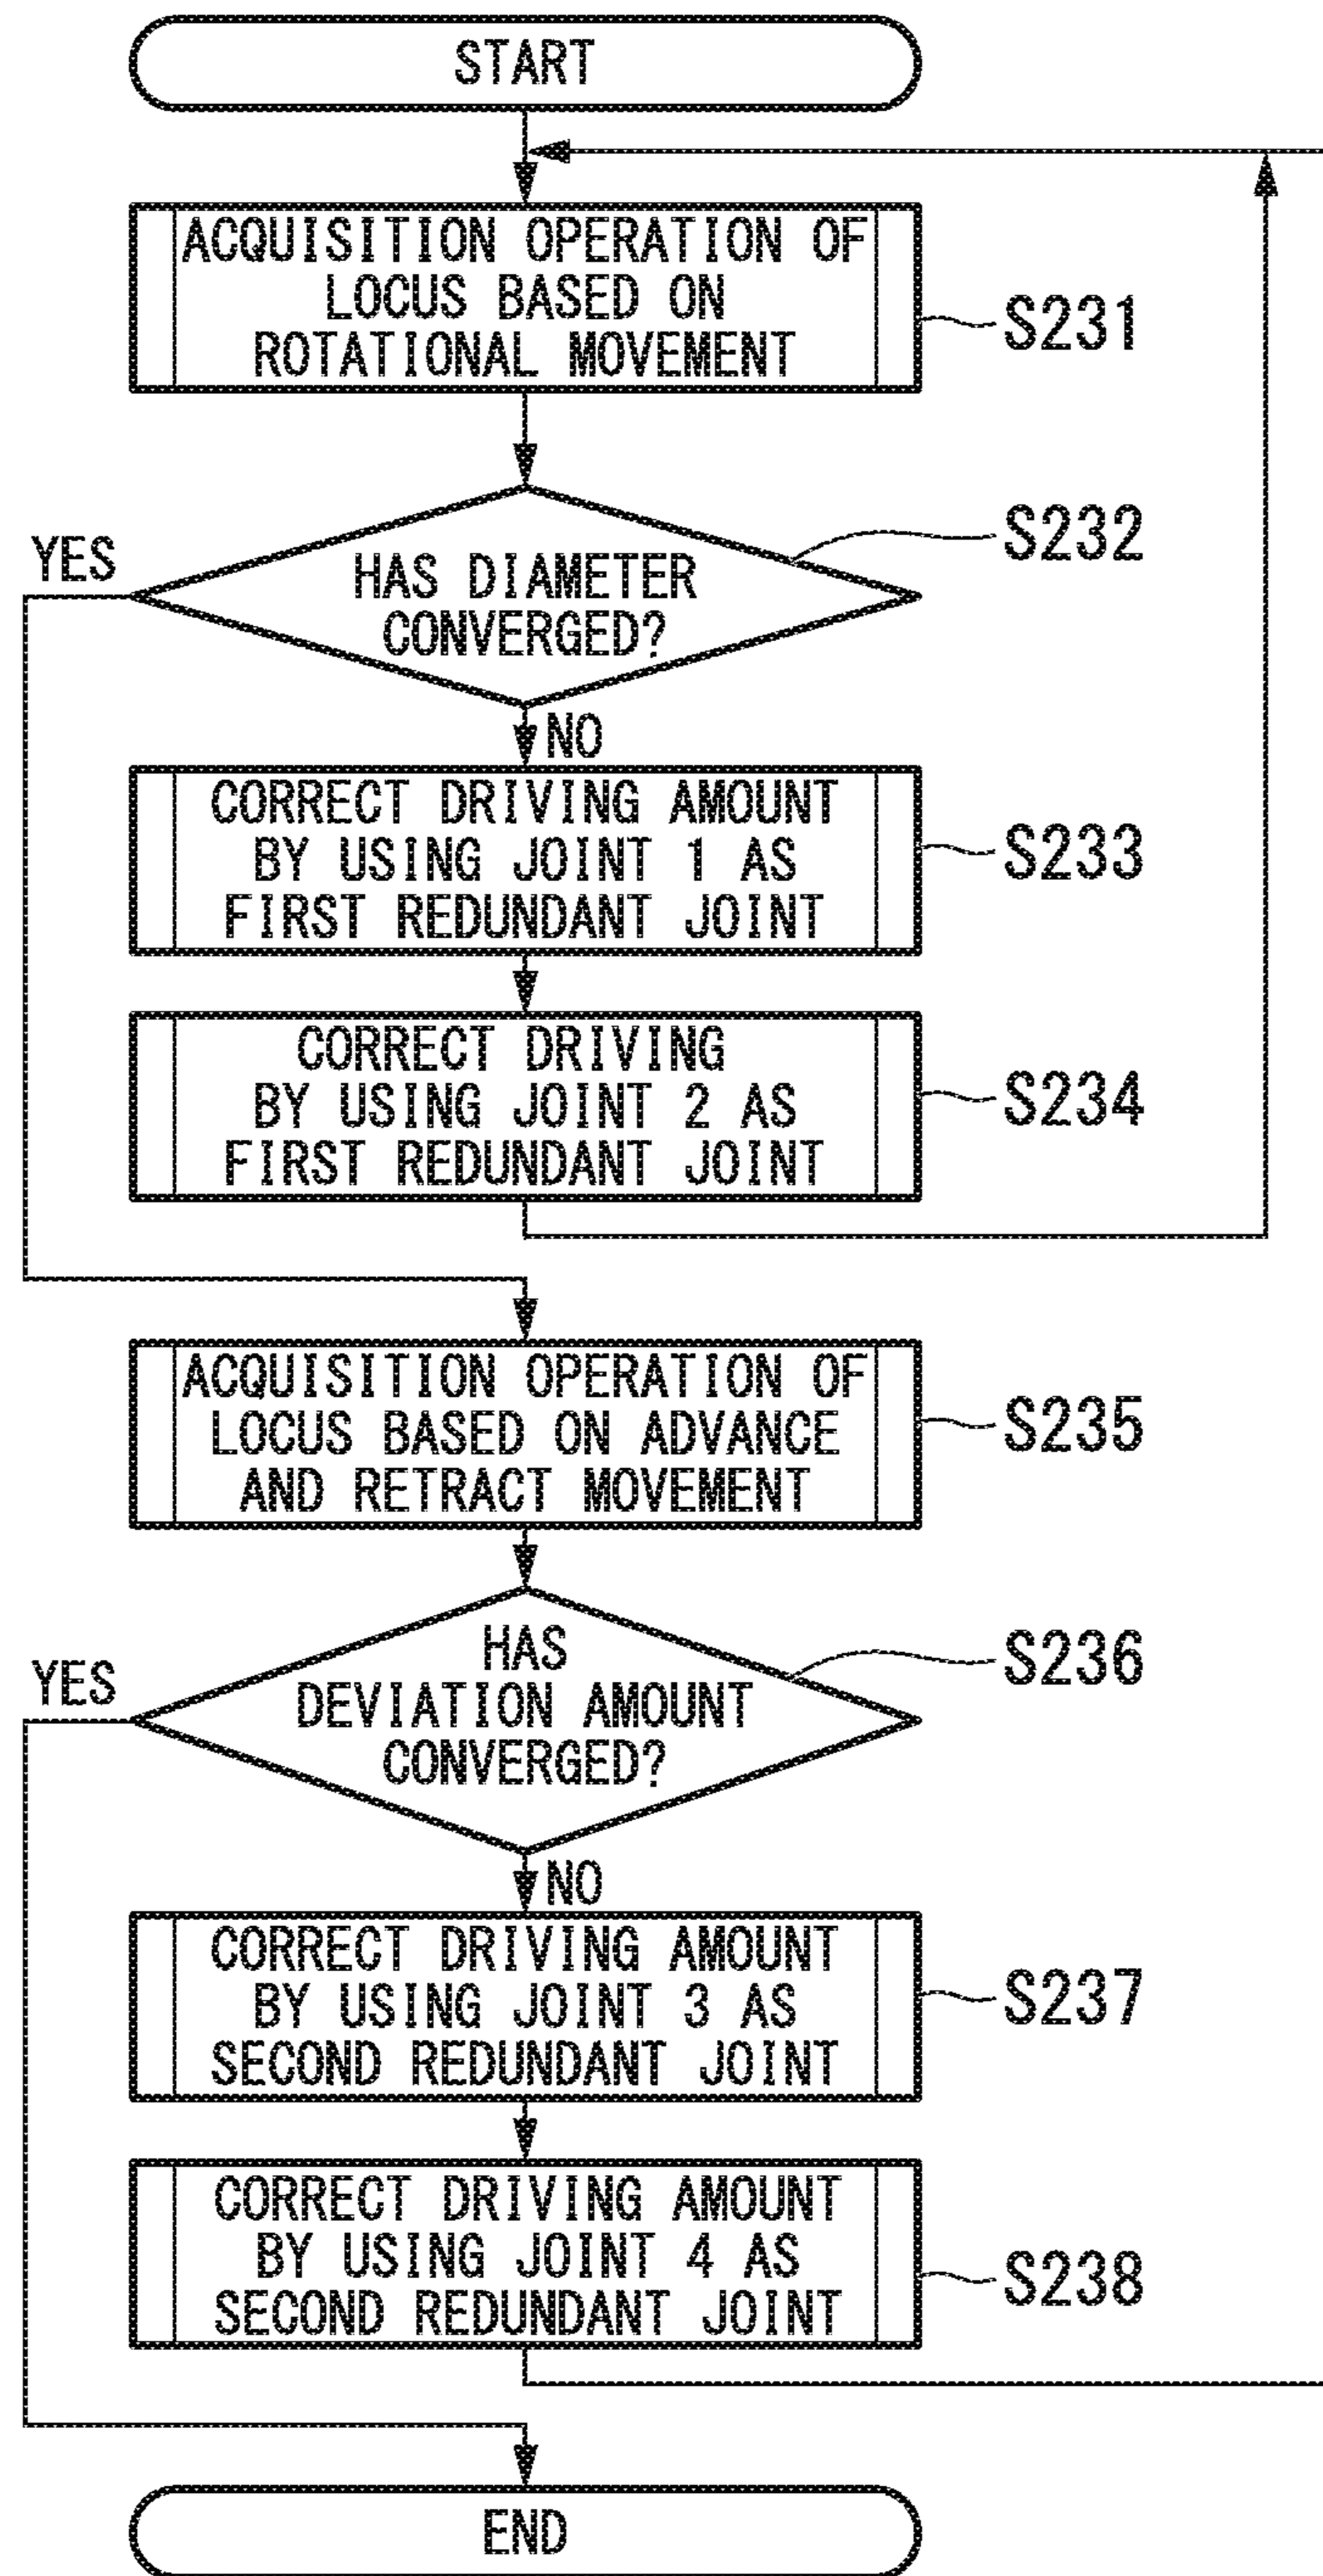 START
ACQUISITION OPERATION OF
LOCUS BASED ON
ROTATIONAL MOVEMENT
S231
S232
YES
HAS DIAMETER
CONVERGED?
NO
CORRECT DRIVING AMOUNT
BY USING JOINT 1 AS
FIRST REDUNDANT JOINT
S233
CORRECT DRIVING
BY USING JOINT 2 AS
FIRST REDUNDANT JOINT
S234
ACQUISITION OPERATION OF
LOCUS BASED ON ADVANCE
AND RETRACT MOVEMENT
S235
S236
YES
HAS
DEVIATION AMOUNT
CONVERGED?
NO
CORRECT DRIVING AMOUNT
BY USING JOINT 3 AS
SECOND REDUNDANT JOINT
S237
CORRECT DRIVING AMOUNT
BY USING JOINT 4 AS
SECOND REDUNDANT JOINT
S238
END